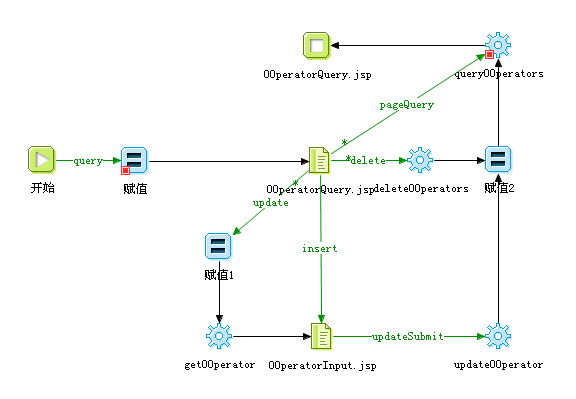 OOperatorQuery.jsp
queryOOperators
pageQuery
*
query
*delete
开始
赋值
OOperatorQuery.jsp
deleteOOperators
赋值2
*
update
insert
赋值1
updateSubmit
getOOperator
OOperatorInput.jsp
updateOOperator